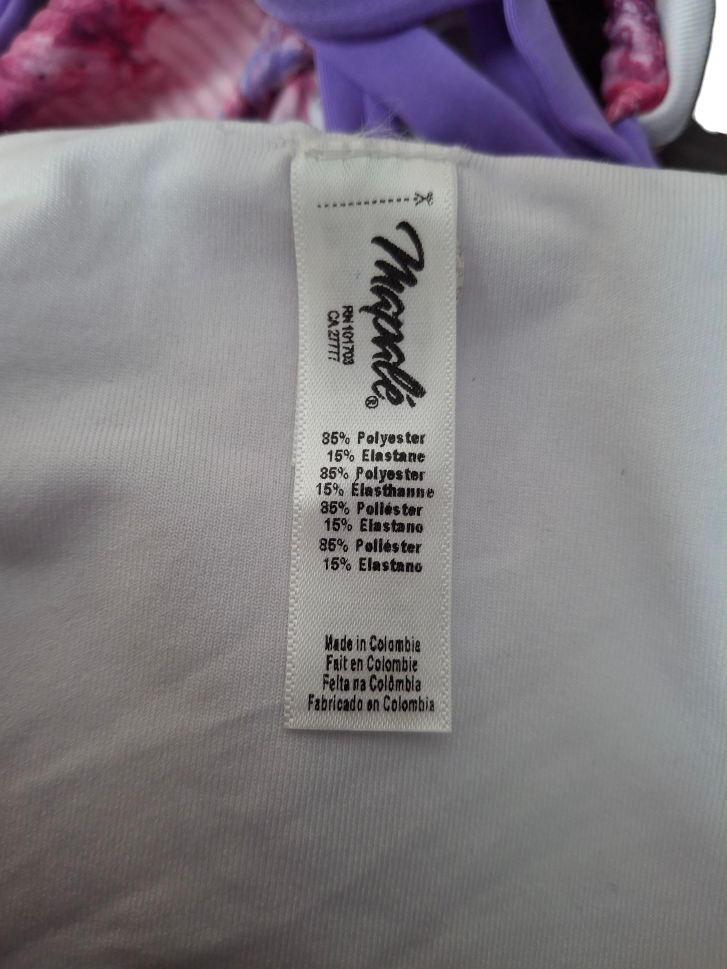 Mapalé®
RN 101703
CA 27777
85% Polyester
15% Elastane
85% Polyester
15% Élasthanne
85% Poliéster
15% Elastano
85% Poliéster
15% Elastano
Made in Colombia
Fait en Colombie
Feita na Colômbia
Fabricado en Colombia